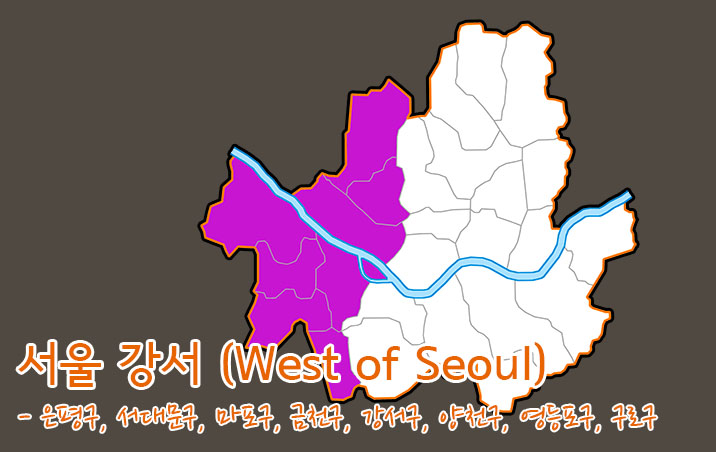 서울 강서 (West of Seoul)
- 은평구, 서대문구, 마포구, 금천구, 강서구, 양천구, 영등포구, 구로구